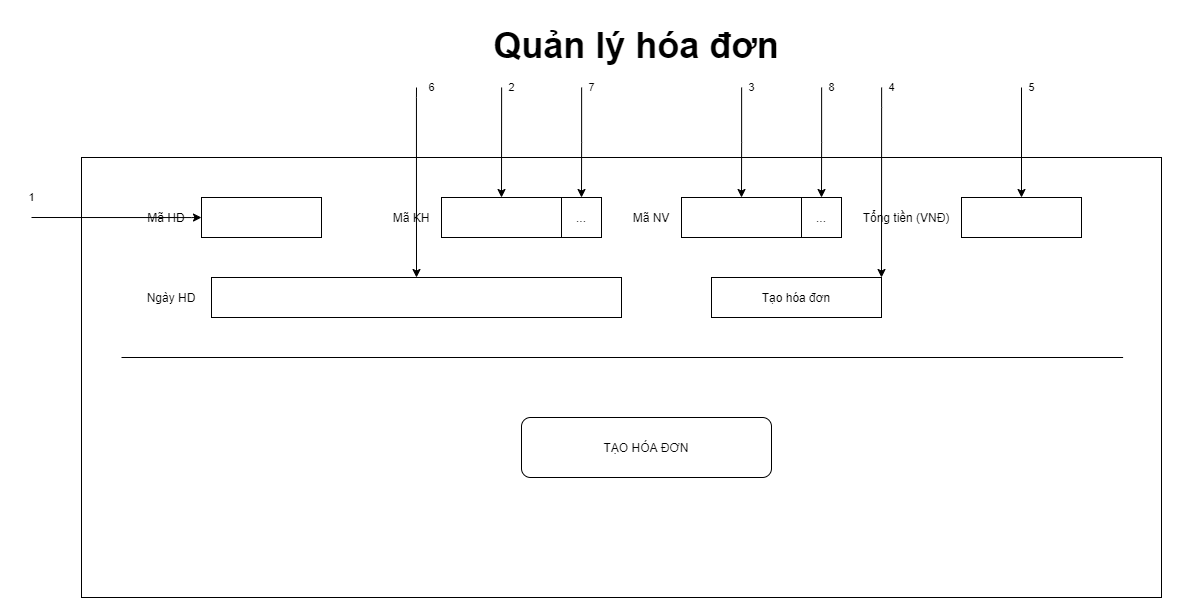 Quản lý hóa đơn
6 2 7 3 8 4 5
1
Mã HD Mã KH ... Mã NV ... Tổng tiền (VNĐ)
Ngày HD Tạo hóa đơn
TẠO HÓA ĐƠN